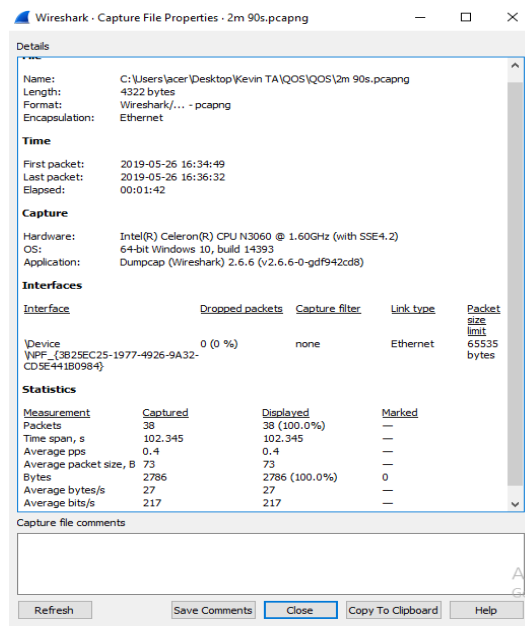 Wireshark · Capture File Properties · 2m 90s.pcapng
Details
Name: C:\Users\acer\Desktop\Kevin TA\QOS\QOS\2m 90s.pcapng
Length: 4322 bytes
Format: Wireshark/... - pcapng
Encapsulation: Ethernet
Time
First packet: 2019-05-26 16:34:49
Last packet: 2019-05-26 16:36:32
Elapsed: 00:01:42
Capture
Hardware: Intel(R) Celeron(R) CPU N3060 @ 1.60GHz (with SSE4.2)
OS: 64-bit Windows 10, build 14393
Application: Dumpcap (Wireshark) 2.6.6 (v2.6.6-0-gdf942cd8)
Interfaces
Interface Dropped packets Capture filter Link type Packet size limit
\Device\NPF_{3B25EC25-1977-4926-9A32-CD5E441B0984} 0 (0 %) none Ethernet 65535 bytes
Statistics
Measurement Captured Displayed Marked
Packets 38 38 (100.0%) —
Time span, s 102.345 102.345 —
Average pps 0.4 0.4 —
Average packet size, B 73 73 —
Bytes 2786 2786 (100.0%) 0
Average bytes/s 27 27 —
Average bits/s 217 217 —
Capture file comments
Refresh Save Comments Close Copy To Clipboard Help